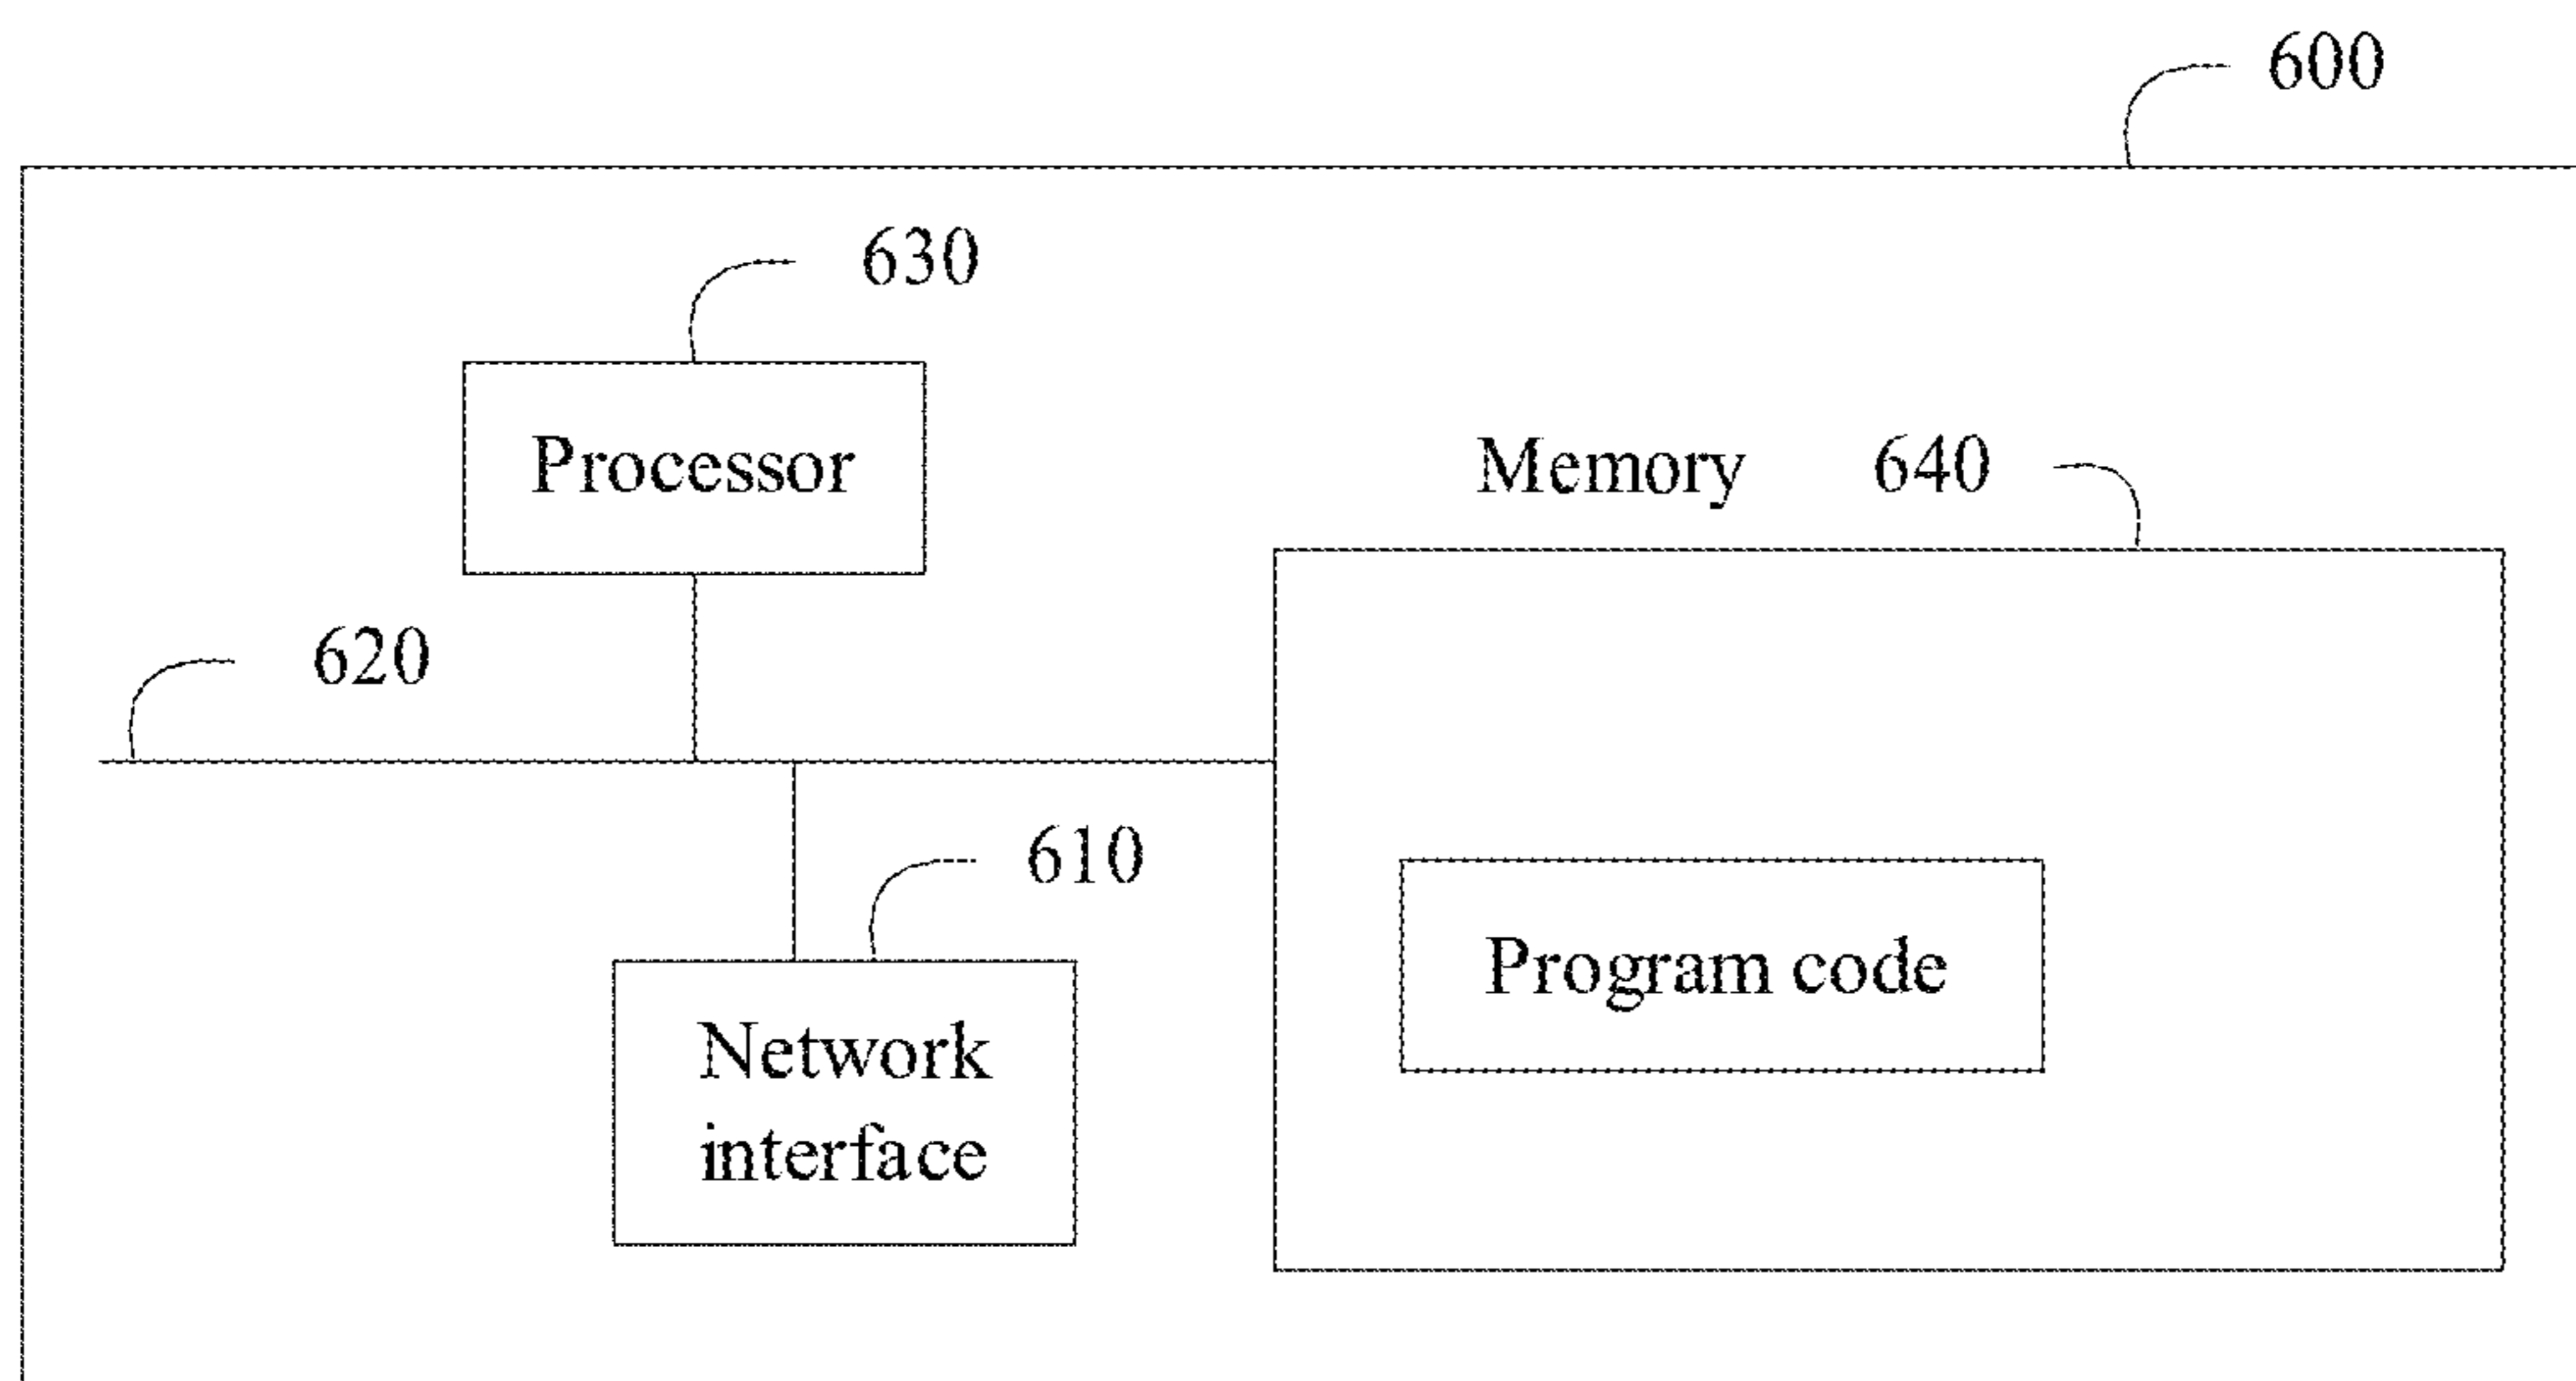 600
630
Processor
Memory 640
620
610
Network
interface
Program code